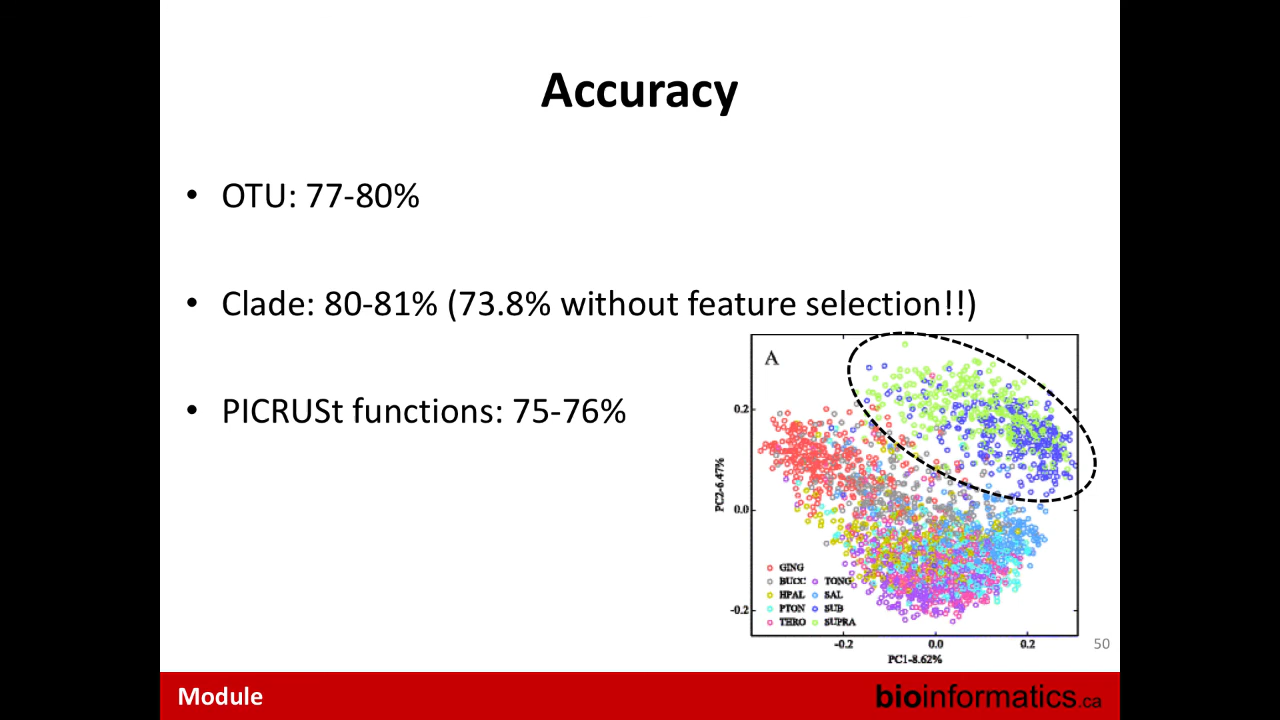 Accuracy
• OTU: 77-80%
• Clade: 80-81% (73.8% without feature selection!!)
• PICRUSt functions: 75-76%
A
0.2
0.0
-0.2
PC2-6.47%
GING
BUCC TONG
HPAL SAL
PTON SUB
THRO SUPRA
-0.2 0.0 0.2
PC1-8.62%
50
Module
bioinformatics.ca